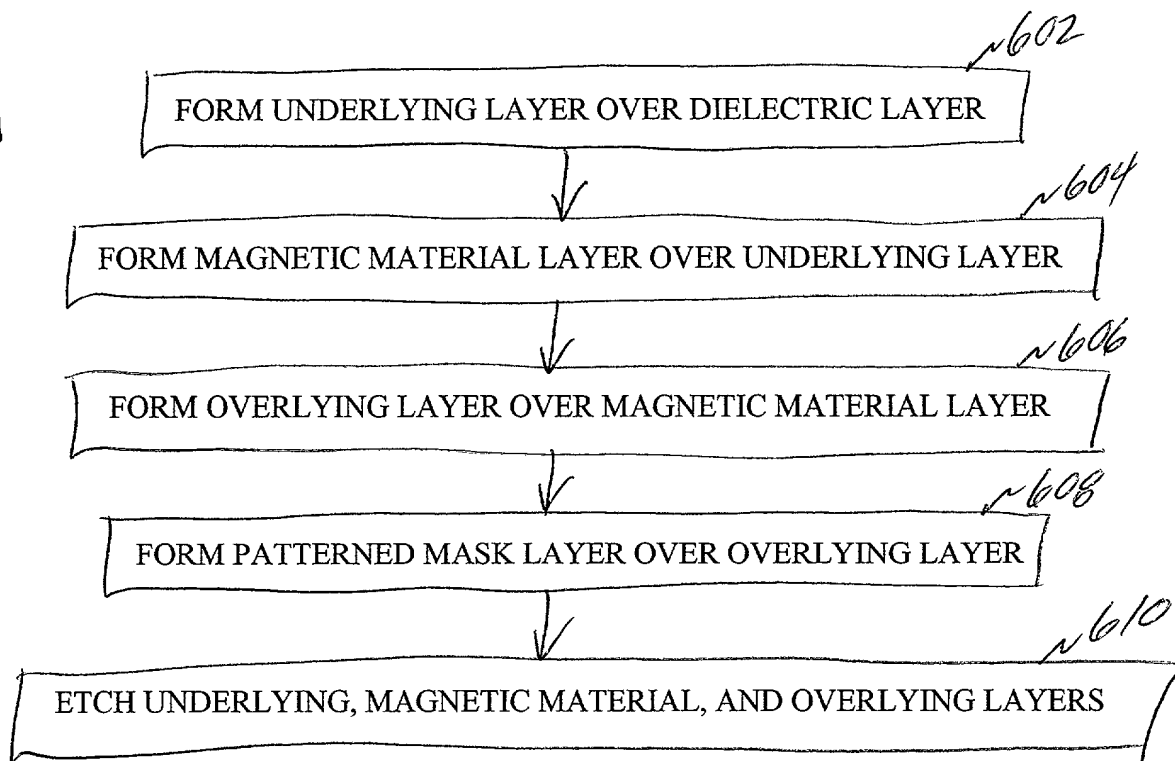 602
FORM UNDERLYING LAYER OVER DIELECTRIC LAYER
604
FORM MAGNETIC MATERIAL LAYER OVER UNDERLYING LAYER
606
FORM OVERLYING LAYER OVER MAGNETIC MATERIAL LAYER
608
FORM PATTERNED MASK LAYER OVER OVERLYING LAYER
610
ETCH UNDERLYING, MAGNETIC MATERIAL, AND OVERLYING LAYERS